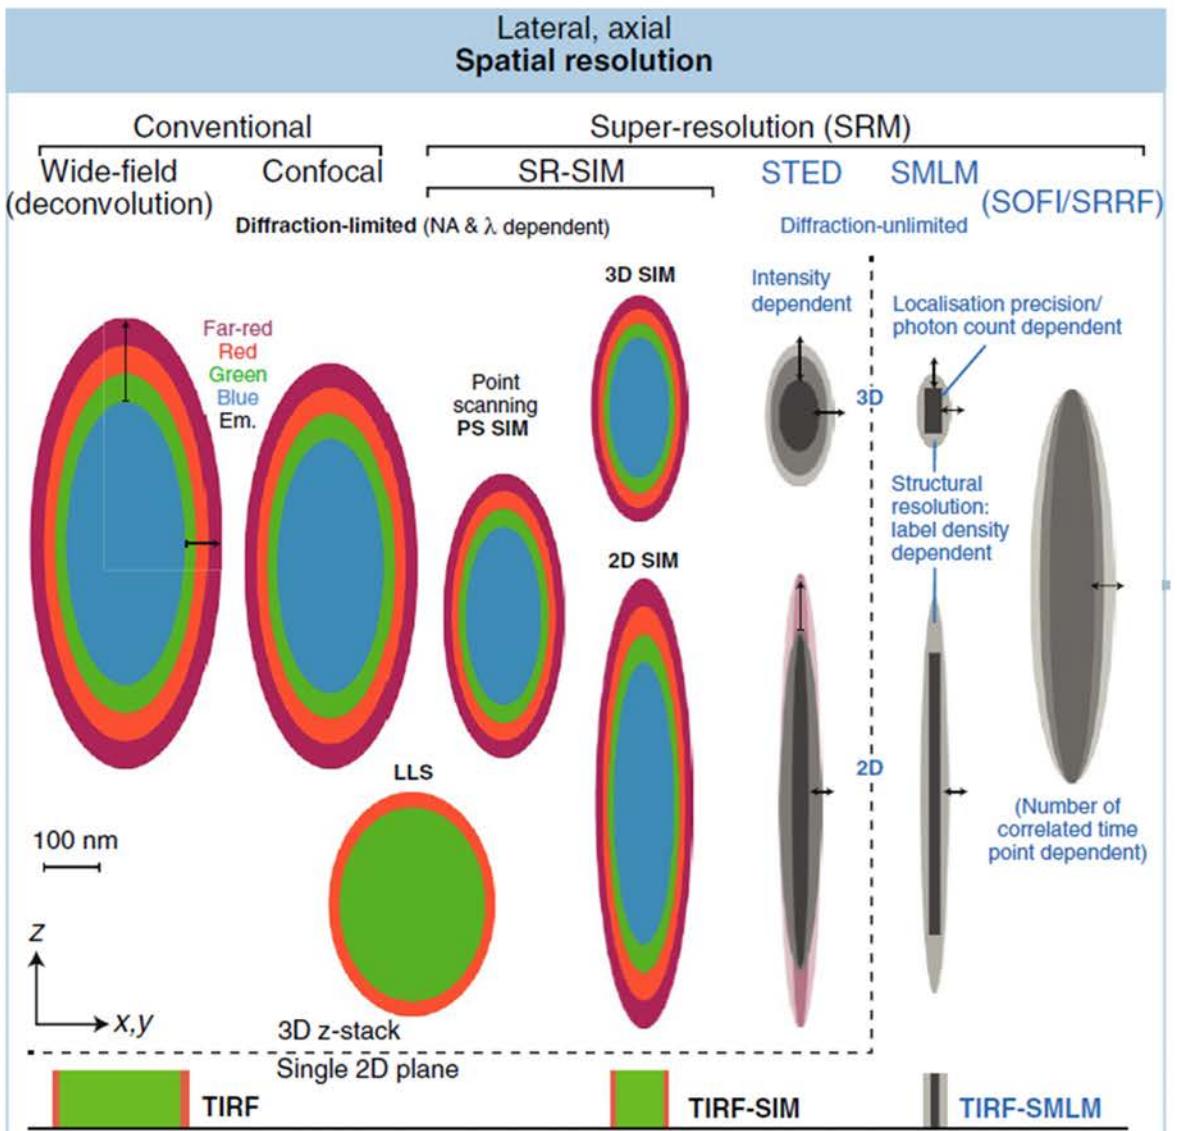 Lateral, axial
Spatial resolution
Conventional
Super-resolution (SRM)
Wide-field
(deconvolution)
Confocal
SR-SIM
STED
SMLM
(SOFI/SRRF)
Diffraction-limited (NA & λ dependent)
Diffraction-unlimited
3D SIM
Intensity
dependent
Localisation precision/
photon count dependent
Far-red
Red
Green
Blue
Em.
Point
scanning
PS SIM
3D
Structural
resolution:
label density
dependent
2D SIM
LLS
2D
(Number of
correlated time
point dependent)
100 nm
z
x,y
3D z-stack
Single 2D plane
TIRF
TIRF-SIM
TIRF-SMLM